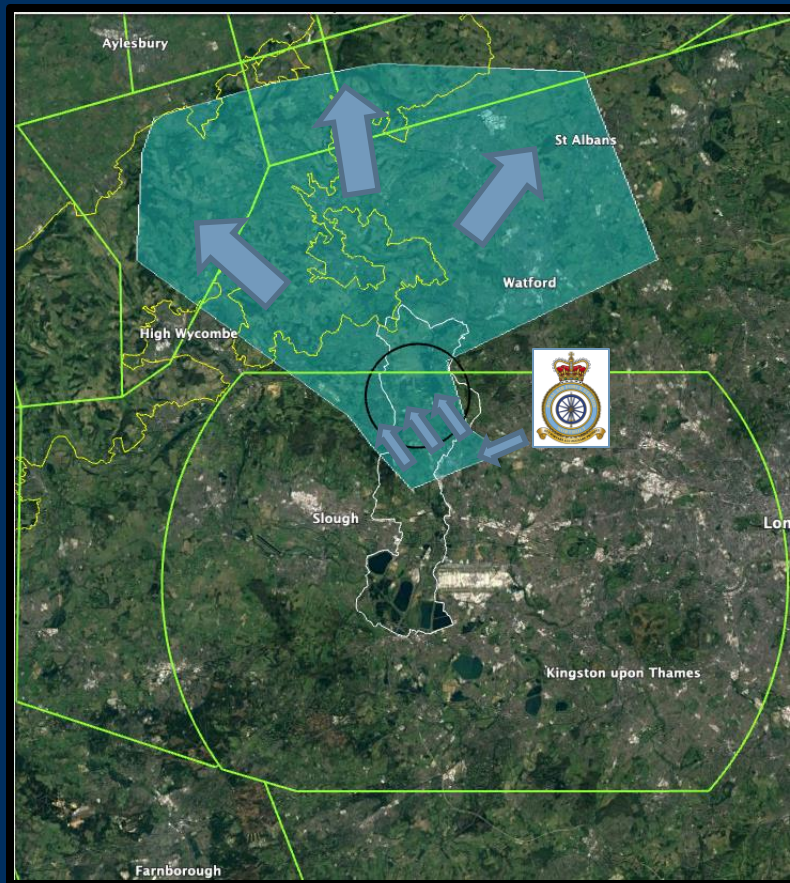 Aylesbury
St Albans
Watford
High Wycombe
Slough
Lon
Kingston upon Thames
Farnborough